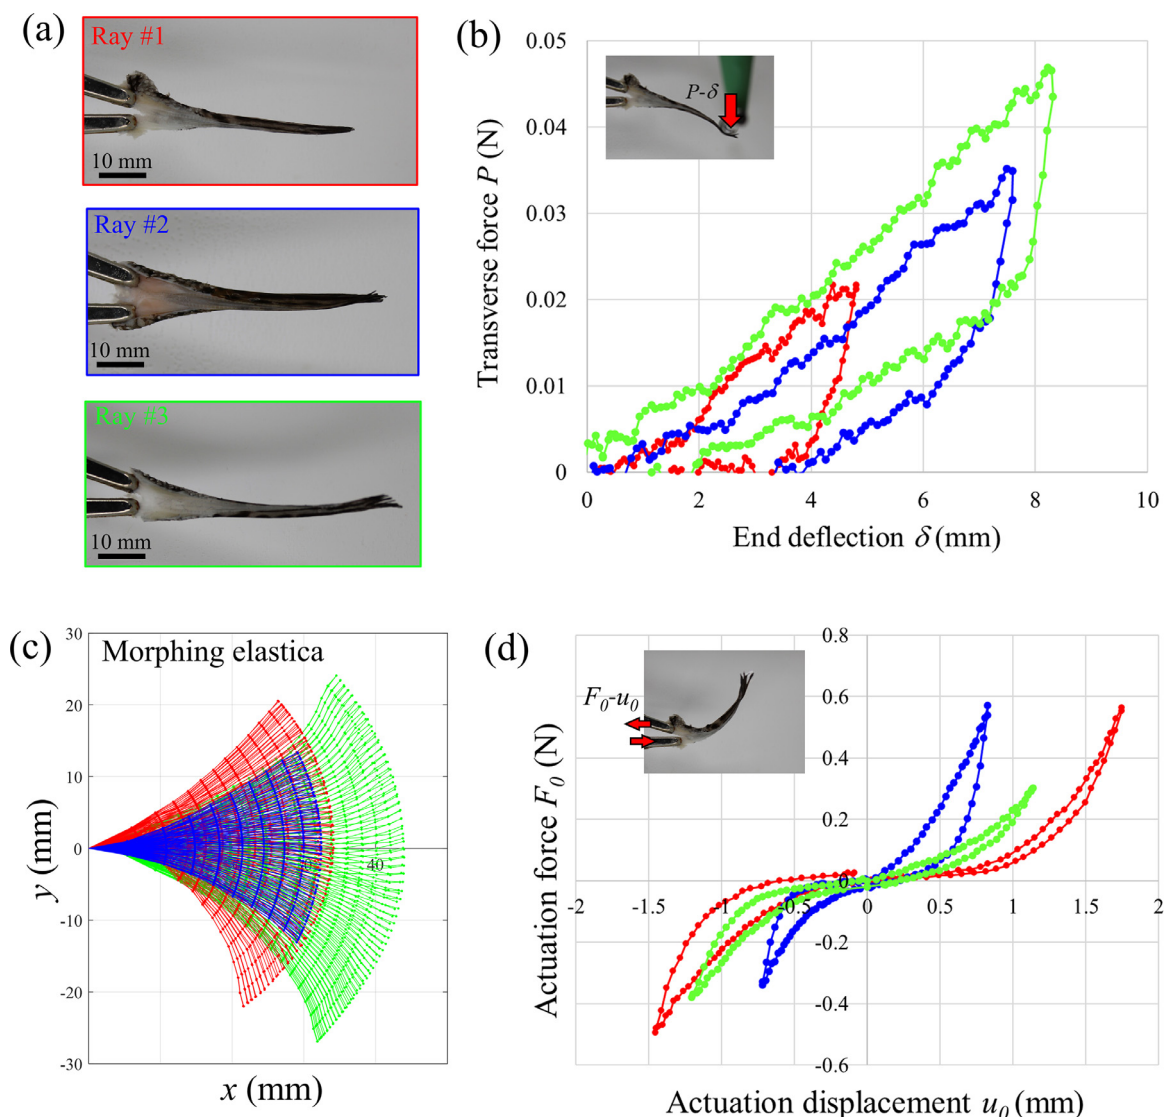 (a)
Ray #1
10 mm
Ray #2
10 mm
Ray #3
10 mm
(b)
0.05
0.04
0.03
0.02
0.01
0
0
2
4
6
8
10
Transverse force P (N)
End deflection δ (mm)
P-δ
(c)
Morphing elastica
30
20
10
0
-10
-20
-30
40
y (mm)
x (mm)
(d)
0.8
0.6
0.4
0.2
0
-0.2
-0.4
-0.6
-2
-1.5
-1
-0.5
0
0.5
1
1.5
2
F0-u0
Actuation force F0 (N)
Actuation displacement u0 (mm)